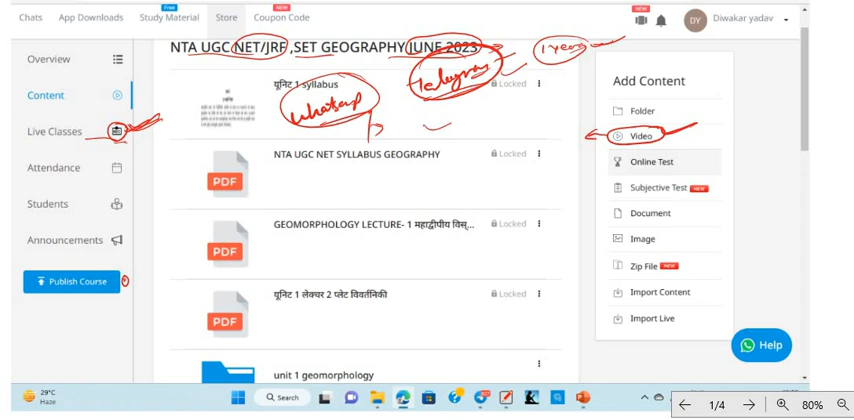 Chats
App Downloads
Free
Study Material
Store
NEW
Coupon Code
NEW
DY
Diwakar yadav
NTA UGC NET/JRF ,SET GEOGRAPHY JUNE 2023
1 year
Telegram
Whatsap
Overview
Content
Live Classes
Attendance
Students
Announcements
Publish Course
यूनिट 1 syllabus
Locked
PDF
NTA UGC NET SYLLABUS GEOGRAPHY
Locked
PDF
GEOMORPHOLOGY LECTURE- 1 महाद्वीपीय विस्...
Locked
PDF
यूनिट 1 लेक्चर 2 प्लेट विवर्तनिकी
Locked
unit 1 geomorphology
Add Content
Folder
Video
Online Test
Subjective Test NEW
Document
Image
Zip File NEW
Import Content
Import Live
Help
29°C
Haze
Search
1/4
80%